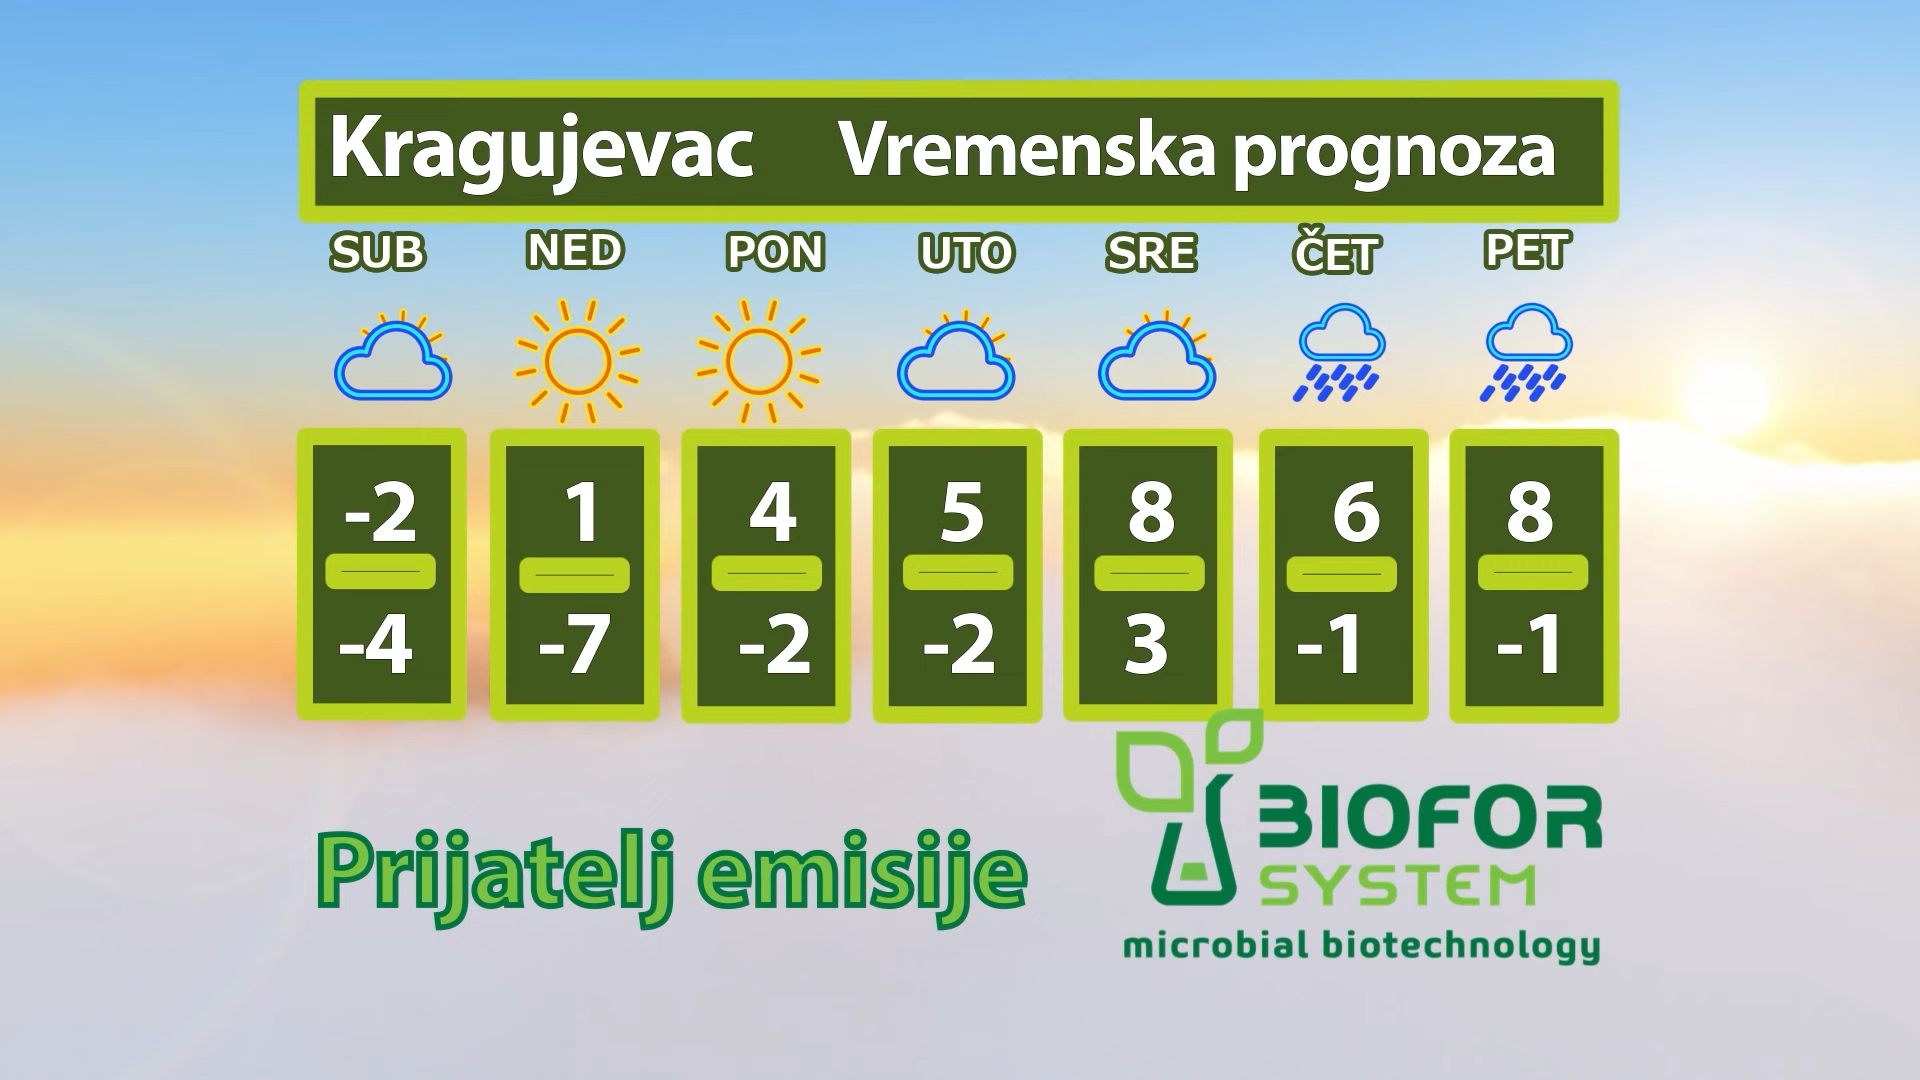 Kragujevac Vremenska prognoza
SUB NED PON UTO SRE ČET PET
-2 1 4 5 8 6 8
-4 -7 -2 -2 3 -1 -1
Prijatelj emisije
BIOFOR
SYSTEM
microbial biotechnology